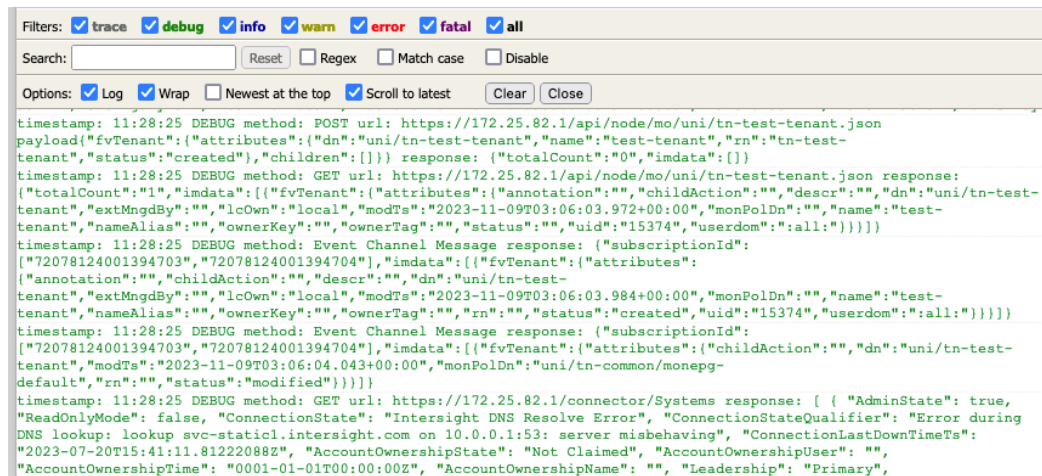 Filters: trace debug info warn error fatal all
Search: Reset Regex Match case Disable
Options: Log Wrap Newest at the top Scroll to latest Clear Close
timestamp: 11:28:25 DEBUG method: POST url: https://172.25.82.1/api/node/mo/uni/tn-test-tenant.json
payload{"fvTenant":{"attributes":{"dn":"uni/tn-test-tenant","name":"test-tenant","rn":"tn-test-
tenant","status":"created"},"children":[]}} response: {"totalCount":"0","imdata":[]}
timestamp: 11:28:25 DEBUG method: GET url: https://172.25.82.1/api/node/mo/uni/tn-test-tenant.json response:
{"totalCount":"1","imdata":[{"fvTenant":{"attributes":{"annotation":"","childAction":"","descr":"","dn":"uni/tn-test-
tenant","extMngdBy":"","lcOwn":"local","modTs":"2023-11-09T03:06:03.972+00:00","monPolDn":"","name":"test-
tenant","nameAlias":"","ownerKey":"","ownerTag":"","status":"","uid":"15374","userdom":":all:"}}}]}
timestamp: 11:28:25 DEBUG method: Event Channel Message response: {"subscriptionId":
["72078124001394703","72078124001394704"],"imdata":[{"fvTenant":{"attributes":
{"annotation":"","childAction":"","descr":"","dn":"uni/tn-test-
tenant","extMngdBy":"","lcOwn":"local","modTs":"2023-11-09T03:06:03.984+00:00","monPolDn":"","name":"test-
tenant","nameAlias":"","ownerKey":"","ownerTag":"","rn":"","status":"created","uid":"15374","userdom":":all:"}}}]}
timestamp: 11:28:25 DEBUG method: Event Channel Message response: {"subscriptionId":
["72078124001394703","72078124001394704"],"imdata":[{"fvTenant":{"attributes":{"childAction":"","dn":"uni/tn-test-
tenant","modTs":"2023-11-09T03:06:04.043+00:00","monPolDn":"uni/tn-common/monepg-
default","rn":"","status":"modified"}}}]}
timestamp: 11:28:25 DEBUG method: GET url: https://172.25.82.1/connector/Systems response: [ { "AdminState": true,
"ReadOnlyMode": false, "ConnectionState": "Intersight DNS Resolve Error", "ConnectionStateQualifier": "Error during
DNS lookup: lookup svc-static1.intersight.com on 10.0.0.1:53: server misbehaving", "ConnectionLastDownTimeTs":
"2023-07-20T15:41:11.81222088Z", "AccountOwnershipState": "Not Claimed", "AccountOwnershipUser": "",
"AccountOwnershipTime": "0001-01-01T00:00:00Z", "AccountOwnershipName": "", "Leadership": "Primary",